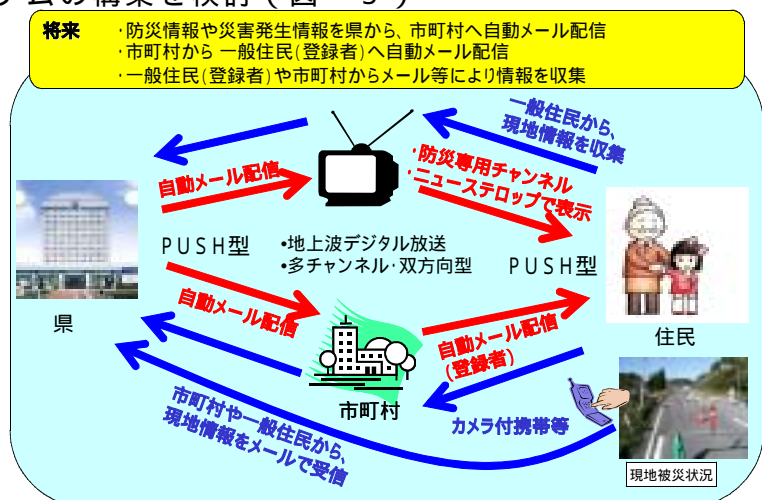 ムの構築を検討(図－3)
将来 ・防災情報や災害発生情報を県から、市町村へ自動メール配信
・市町村から一般住民(登録者)へ自動メール配信
・一般住民(登録者)や市町村からメール等により情報を収集
一般住民から、
現地情報を収集
自動メール配信
・防災専用チャンネル
・ニューステロップで表示
PUSH型
•地上波デジタル放送
•多チャンネル・双方向型
PUSH型
県
自動メール配信
自動メール配信
(登録者)
住民
市町村
市町村や一般住民から、
現地情報をメールで受信
カメラ付携帯等
現地被災状況